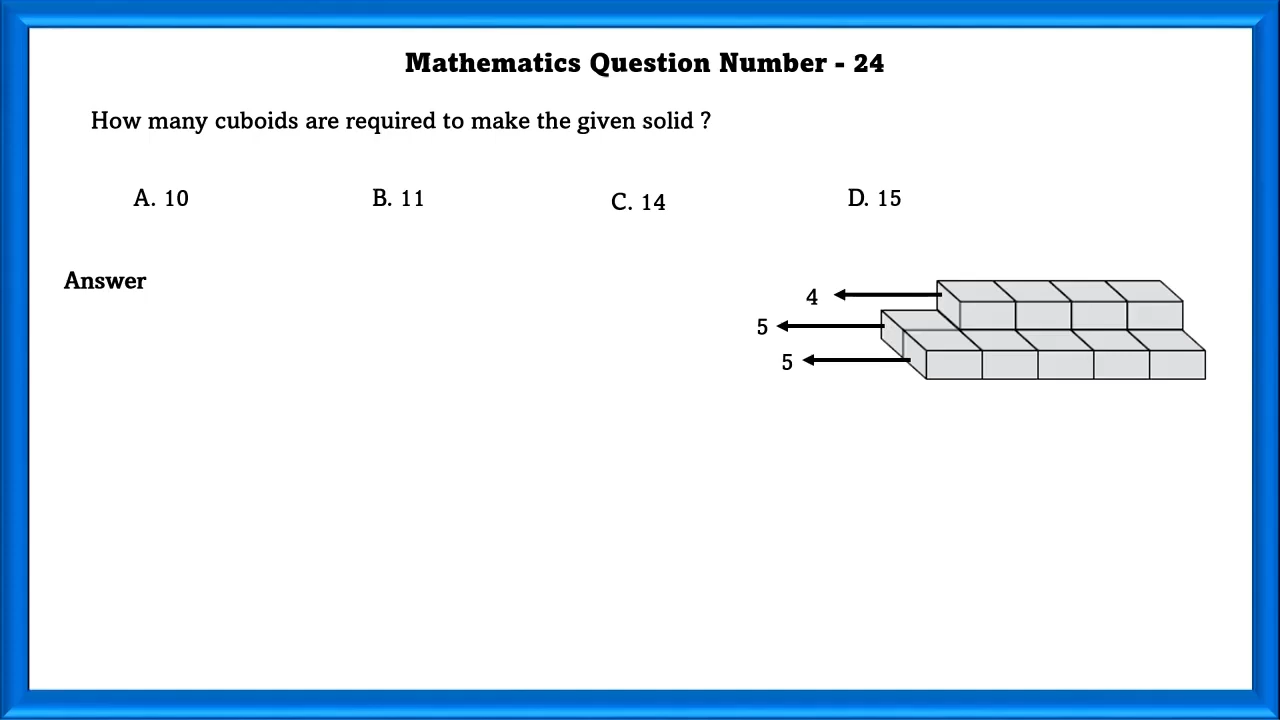 Mathematics Question Number - 24
How many cuboids are required to make the given solid ?
A. 10 B. 11 C. 14 D. 15
Answer
4
5
5